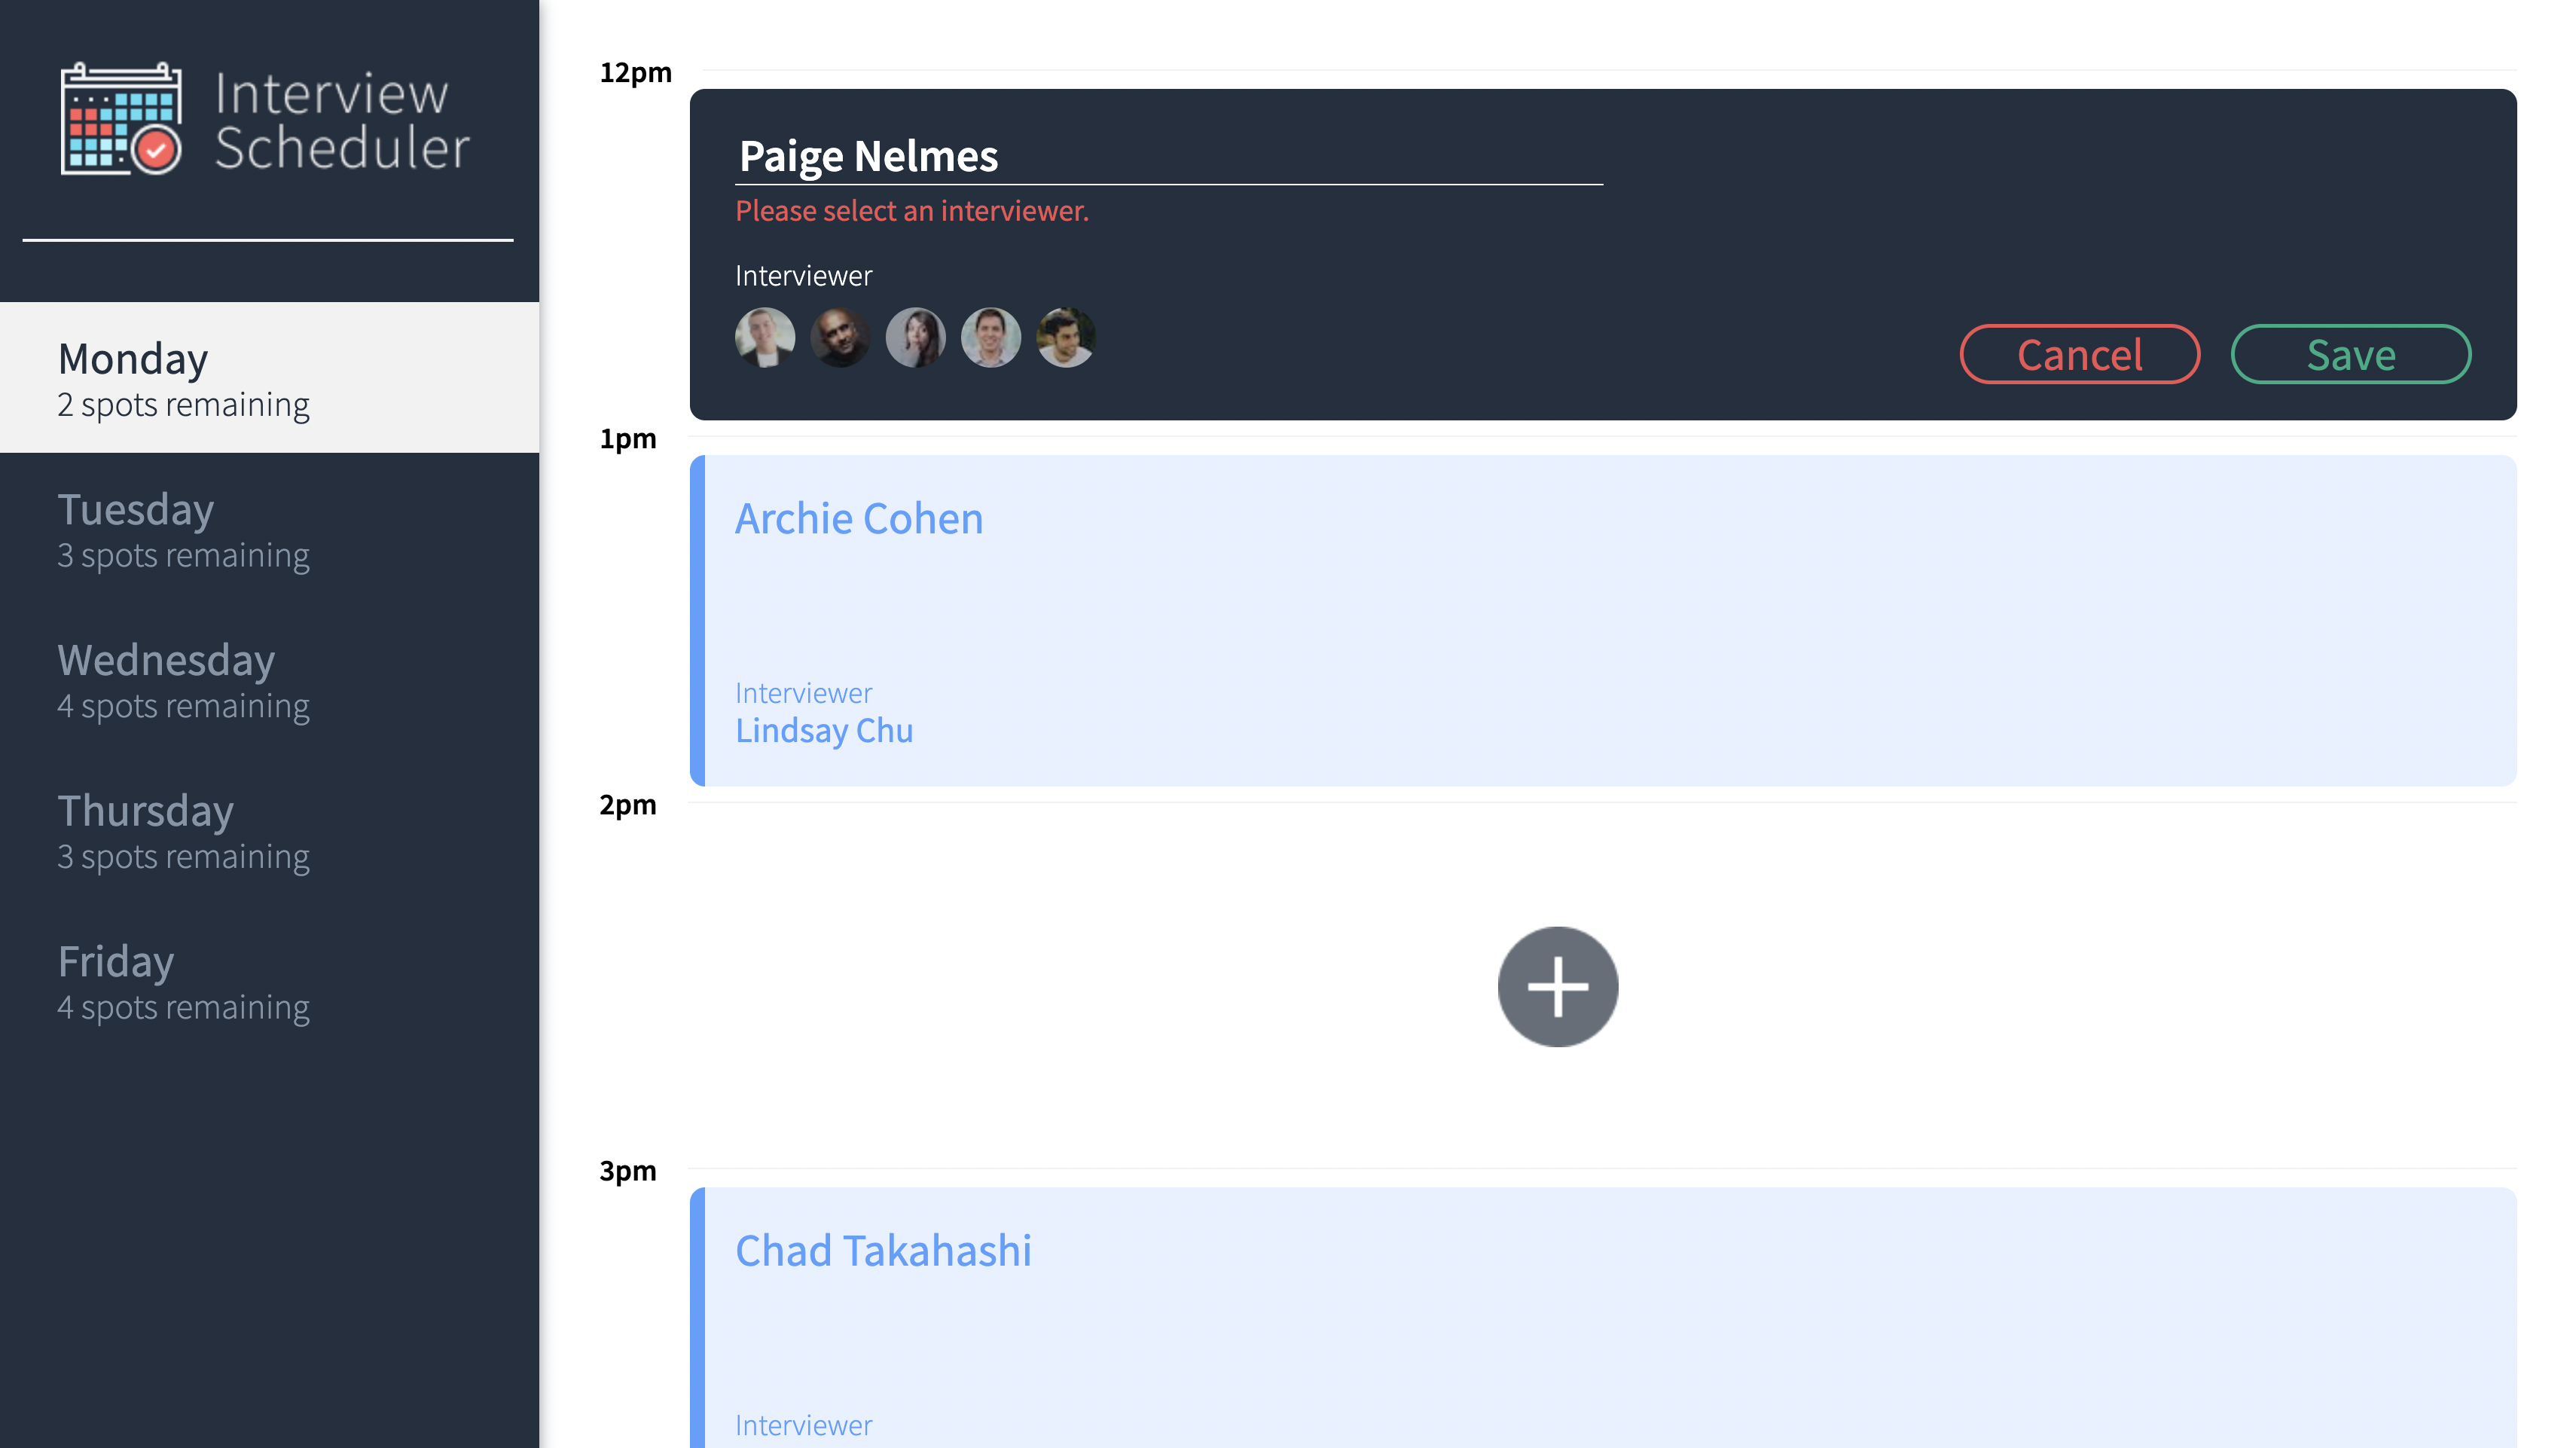 Interview
Scheduler
Monday
2 spots remaining
Tuesday
3 spots remaining
Wednesday
4 spots remaining
Thursday
3 spots remaining
Friday
4 spots remaining
12pm
Paige Nelmes
Please select an interviewer.
Interviewer
Cancel
Save
1pm
Archie Cohen
Interviewer
Lindsay Chu
2pm
3pm
Chad Takahashi
Interviewer